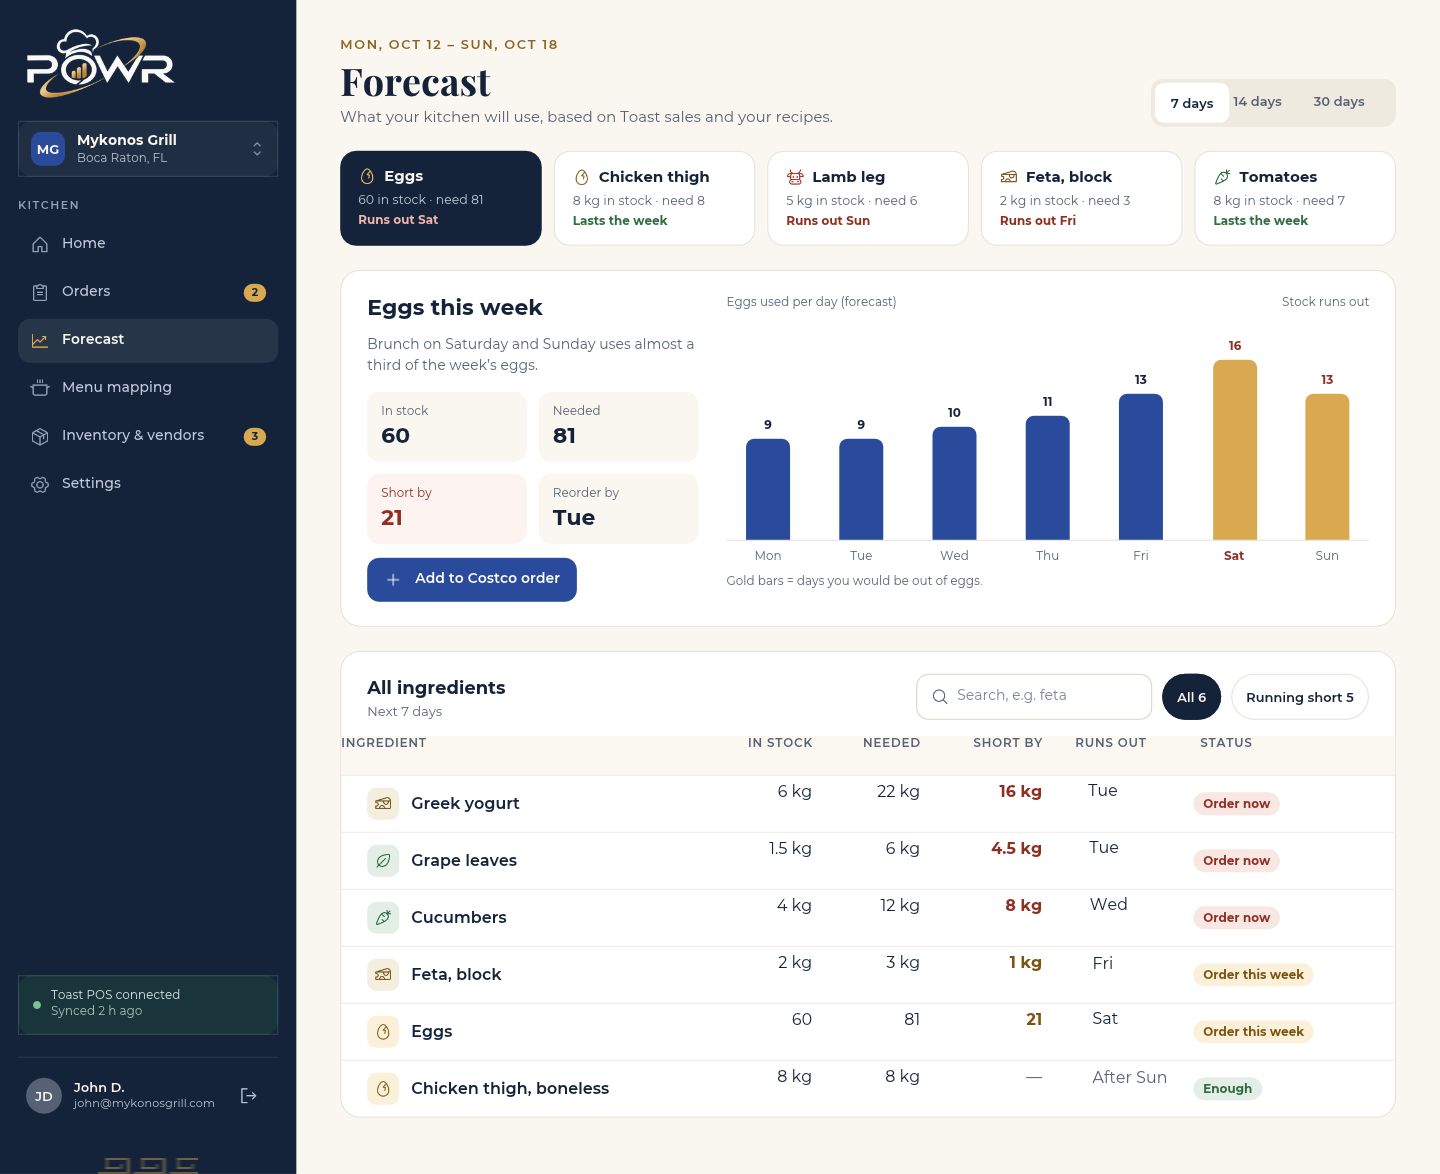 POWR
MG
Mykonos Grill
Boca Raton, FL
KITCHEN
Home
Orders
2
Forecast
Menu mapping
Inventory & vendors
3
Settings
Toast POS connected
Synced 2 h ago
JD
John D.
john@mykonosgrill.com
MON, OCT 12 – SUN, OCT 18
Forecast
What your kitchen will use, based on Toast sales and your recipes.
7 days 14 days 30 days
Eggs
60 in stock · need 81
Runs out Sat
Chicken thigh
8 kg in stock · need 8
Lasts the week
Lamb leg
5 kg in stock · need 6
Runs out Sun
Feta, block
2 kg in stock · need 3
Runs out Fri
Tomatoes
8 kg in stock · need 7
Lasts the week
Eggs this week
Brunch on Saturday and Sunday uses almost a
third of the week’s eggs.
In stock
60
Needed
81
Short by
21
Reorder by
Tue
Add to Costco order
Eggs used per day (forecast)
Stock runs out
9 9 10 11 13 16 13
Mon Tue Wed Thu Fri Sat Sun
Gold bars = days you would be out of eggs.
All ingredients
Next 7 days
Search, e.g. feta
All 6
Running short 5
INGREDIENT IN STOCK NEEDED SHORT BY RUNS OUT STATUS
Greek yogurt 6 kg 22 kg 16 kg Tue Order now
Grape leaves 1.5 kg 6 kg 4.5 kg Tue Order now
Cucumbers 4 kg 12 kg 8 kg Wed Order now
Feta, block 2 kg 3 kg 1 kg Fri Order this week
Eggs 60 81 21 Sat Order this week
Chicken thigh, boneless 8 kg 8 kg — After Sun Enough